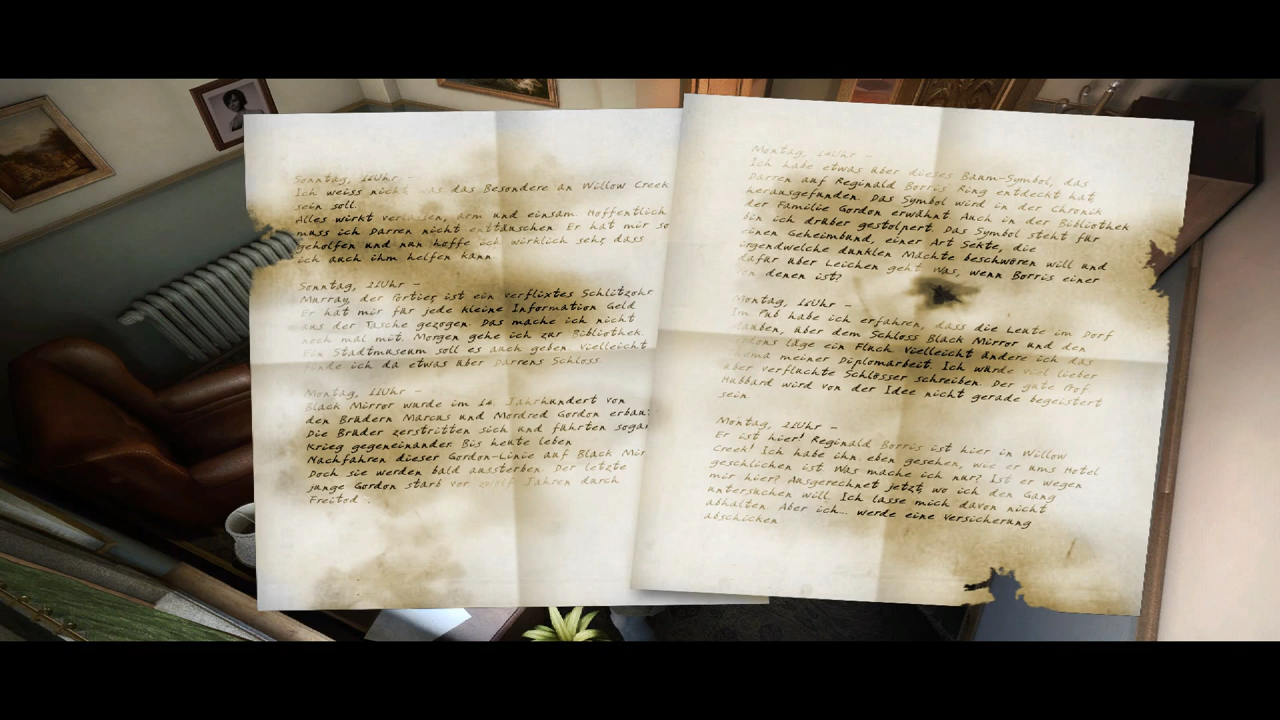 Sonntag, 16Uhr -
Ich weiss nicht was das Besondere an Willow Creek
sein soll.
Alles wirkt verlassen, arm und einsam. Hoffentlich
muss ich Darren nicht enttäuschen. Er hat mir so
geholfen und nun hoffe ich wirklich sehr, dass
ich auch ihm helfen kann.
Sonntag, 21Uhr -
Murray, der Portier, ist ein verflixtes Schlitzohr
Er hat mir für jede kleine Information Geld
aus der Tasche gezogen. Das mache ich nicht
noch mal mit. Morgen gehe ich zur Bibliothek.
Ein Stadtmuseum soll es auch geben. Vielleicht
finde ich da etwas über Darrens Schloss.
Montag, 11Uhr -
Black Mirror wurde im 12. Jahrhundert von
den Brüdern Marcus und Mordred Gordon erbau
Die Brüder zerstritten sich und führten sogar
Krieg gegeneinander. Bis heute leben
Nachfahren dieser Gordon-Linie auf Black Mir
Doch sie werden bald aussterben. Der letzte
junge Gordon starb vor zwölf Jahren durch
Freitod.
Montag, 14Uhr -
Ich habe etwas über dieses Baum-Symbol, das
Darren auf Reginald Borris Ring entdeckt hat
herausgefunden. Das Symbol wird in der Chronik
der Familie Gordon erwähnt. Auch in der Bibliothek
bin ich drüber gestolpert. Das Symbol steht für
einen Geheimbund, einer Art Sekte, die
irgendwelche dunklen Mächte beschwören will und
dafür über Leichen geht. Was, wenn Borris einer
on denen ist?
Montag, 16Uhr -
Im Pub habe ich erfahren, dass die Leute im Dorf
lauben, über dem Schloss Black Mirror und den
ordons läge ein Fluch. Vielleicht ändere ich das
ema meiner Diplomarbeit. Ich würde viel lieber
über verfluchte Schlösser schreiben. Der gute Prof
Hubbard wird von der Idee nicht gerade begeistert
sein.
Montag, 21Uhr -
Er ist hier! Reginald Borris ist hier in Willow
Creek! Ich habe ihn eben gesehen, wie er ums Hotel
geschlichen ist. Was mache ich nur? Ist er wegen
mir hier? Ausgerechnet jetzt, wo ich den Gang
untersuchen will. Ich lasse mich davon nicht
abhalten. Aber ich... werde eine Versicherung
abschicken.